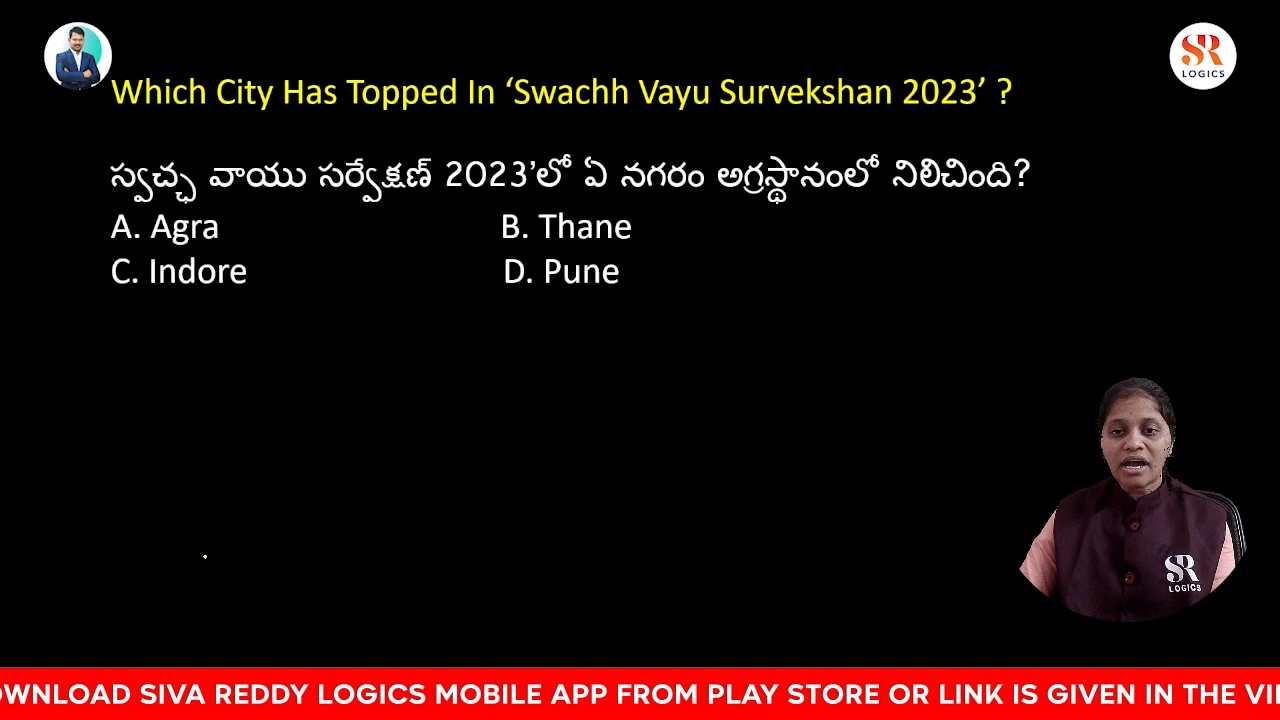 SR
LOGICS
Which City Has Topped In ‘Swachh Vayu Survekshan 2023’ ?
స్వచ్ఛ వాయు సర్వేక్షణ్ 2023’లో ఏ నగరం అగ్రస్థానంలో నిలిచింది?
A. Agra B. Thane
C. Indore D. Pune
SR
LOGICS
OWNLOAD SIVA REDDY LOGICS MOBILE APP FROM PLAY STORE OR LINK IS GIVEN IN THE VI